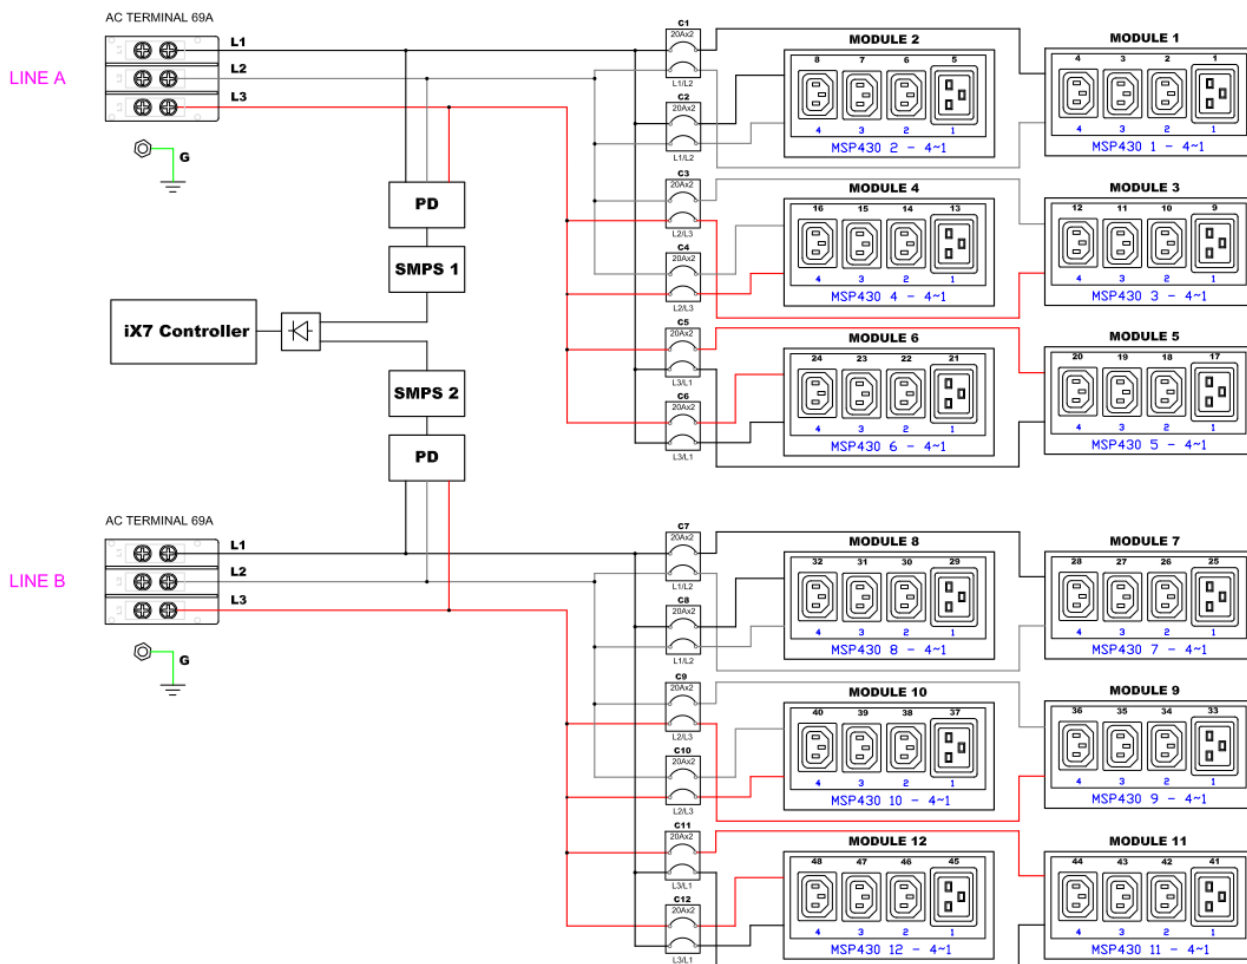 AC TERMINAL 69A
LINE A
L1
L2
L3
G
PD
SMPS 1
iX7 Controller
SMPS 2
PD
C1
20Ax2
L1/L2
C2
20Ax2
L1/L2
C3
20Ax2
L2/L3
C4
20Ax2
L2/L3
C5
20Ax2
L3/L1
C6
20Ax2
L3/L1
MODULE 2
8 7 6 5
4 3 2 1
MSP430 2 - 4~1
MODULE 1
4 3 2 1
4 3 2 1
MSP430 1 - 4~1
MODULE 4
16 15 14 13
4 3 2 1
MSP430 4 - 4~1
MODULE 3
12 11 10 9
4 3 2 1
MSP430 3 - 4~1
MODULE 6
24 23 22 21
4 3 2 1
MSP430 6 - 4~1
MODULE 5
20 19 18 17
4 3 2 1
MSP430 5 - 4~1
AC TERMINAL 69A
LINE B
L1
L2
L3
G
C7
20Ax2
L1/L2
C8
20Ax2
L1/L2
C9
20Ax2
L2/L3
C10
20Ax2
L2/L3
C11
20Ax2
L3/L1
C12
20Ax2
L3/L1
MODULE 8
32 31 30 29
4 3 2 1
MSP430 8 - 4~1
MODULE 7
28 27 26 25
4 3 2 1
MSP430 7 - 4~1
MODULE 10
40 39 38 37
4 3 2 1
MSP430 10 - 4~1
MODULE 9
36 35 34 33
4 3 2 1
MSP430 9 - 4~1
MODULE 12
48 47 46 45
4 3 2 1
MSP430 12 - 4~1
MODULE 11
44 43 42 41
4 3 2 1
MSP430 11 - 4~1